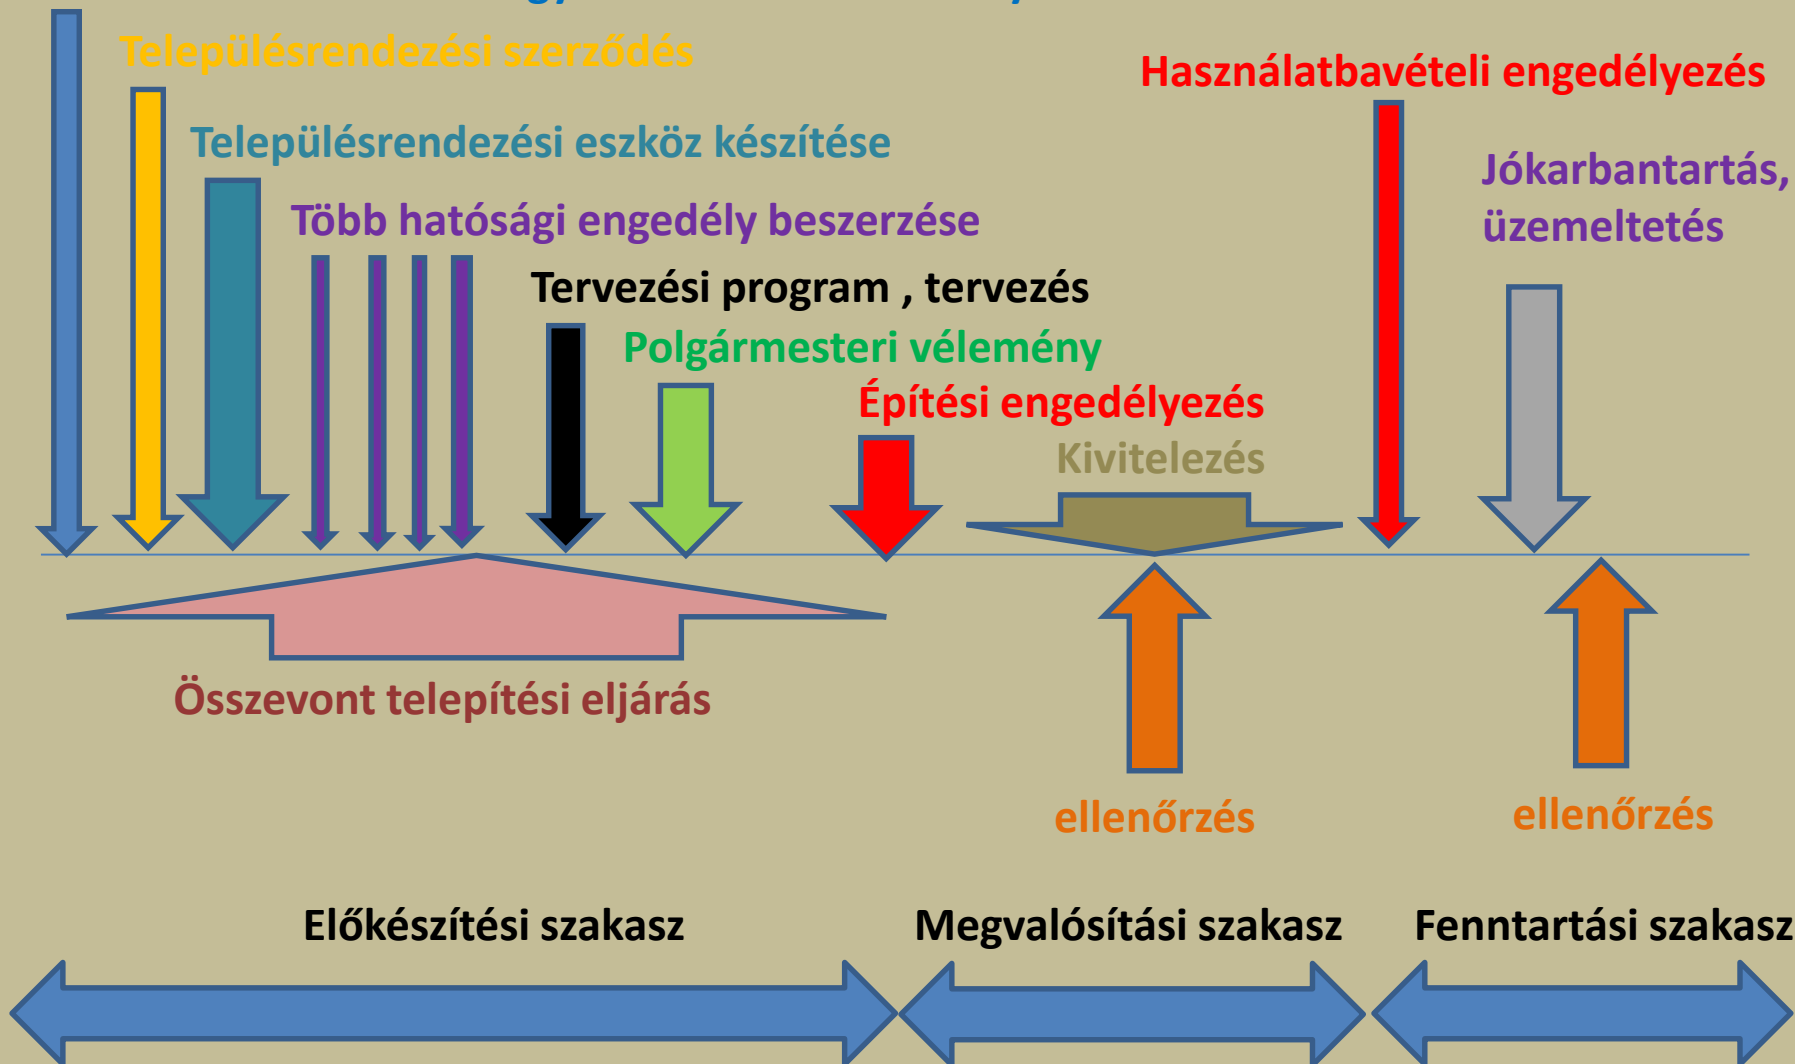 Településrendezési szerződés
Használatbavételi engedélyezés
Településrendezési eszköz készítése
Jókarbantartás,
üzemeltetés
Több hatósági engedély beszerzése
Tervezési program , tervezés
Polgármesteri vélemény
Építési engedélyezés
Kivitelezés
Összevont telepítési eljárás
ellenőrzés
ellenőrzés
Előkészítési szakasz
Megvalósítási szakasz
Fenntartási szakasz